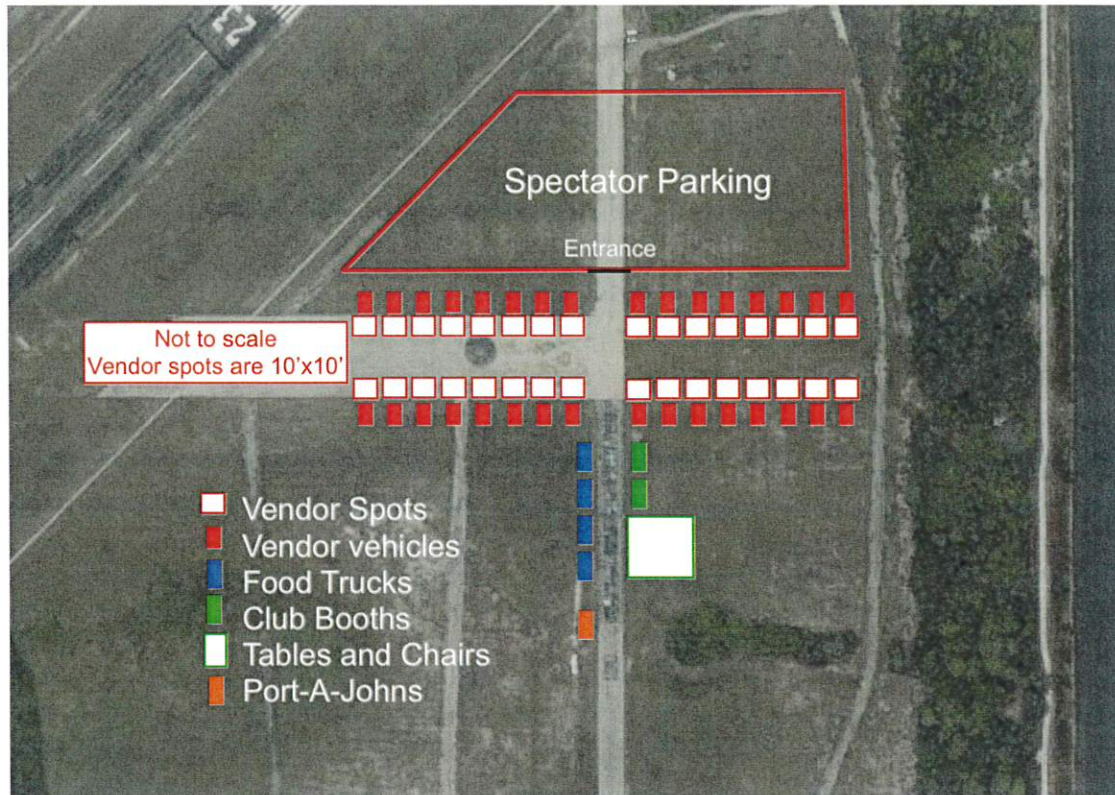 23
Spectator Parking
Entrance
Not to scale
Vendor spots are 10'x10'
Vendor Spots
Vendor vehicles
Food Trucks
Club Booths
Tables and Chairs
Port-A-Johns